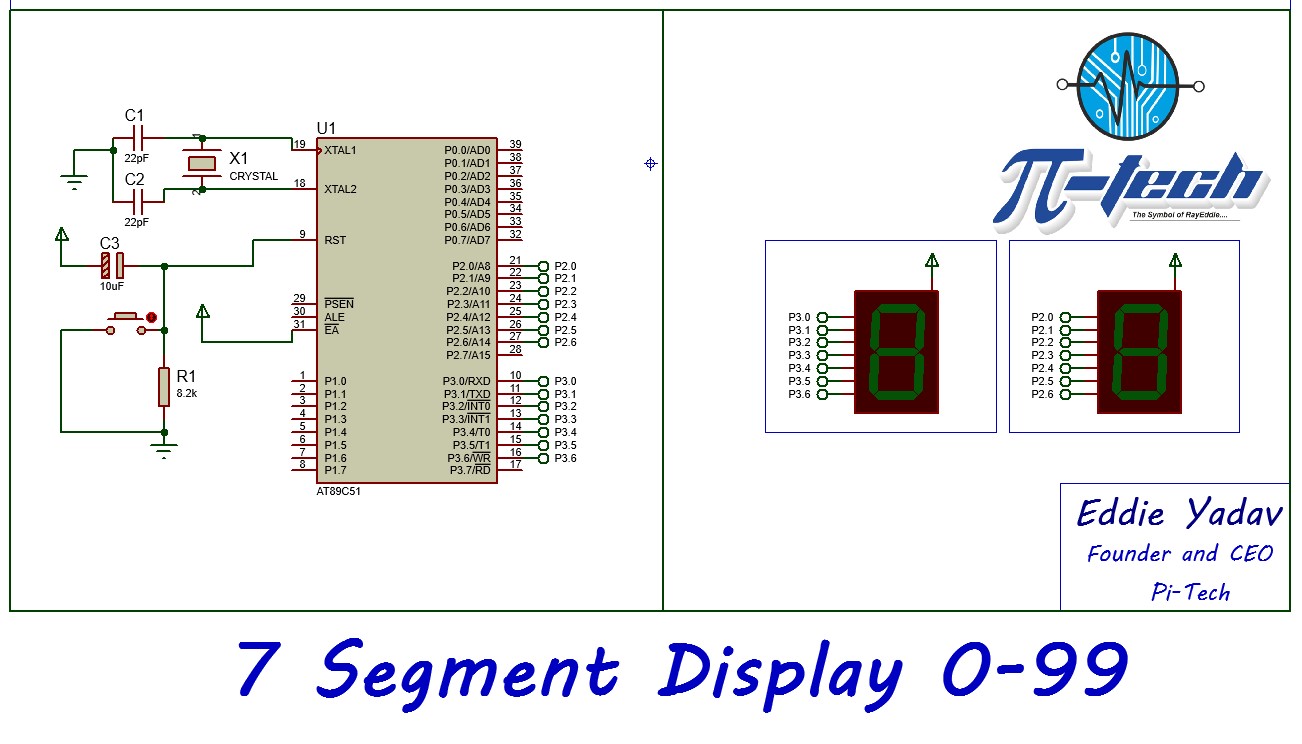 C1
22pF
C2
22pF
1
X1
CRYSTAL
2
C3
10uF
R1
8.2k
U1
19 XTAL1
18 XTAL2
9 RST
29 PSEN
30 ALE
31 EA
1 P1.0
2 P1.1
3 P1.2
4 P1.3
5 P1.4
6 P1.5
7 P1.6
8 P1.7
P0.0/AD0 39
P0.1/AD1 38
P0.2/AD2 37
P0.3/AD3 36
P0.4/AD4 35
P0.5/AD5 34
P0.6/AD6 33
P0.7/AD7 32
P2.0/A8 21 P2.0
P2.1/A9 22 P2.1
P2.2/A10 23 P2.2
P2.3/A11 24 P2.3
P2.4/A12 25 P2.4
P2.5/A13 26 P2.5
P2.6/A14 27 P2.6
P2.7/A15 28
P3.0/RXD 10 P3.0
P3.1/TXD 11 P3.1
P3.2/INT0 12 P3.2
P3.3/INT1 13 P3.3
P3.4/T0 14 P3.4
P3.5/T1 15 P3.5
P3.6/WR 16 P3.6
P3.7/RD 17
AT89C51
π-tech
The Symbol of RayEddie....
P3.0
P3.1
P3.2
P3.3
P3.4
P3.5
P3.6
P2.0
P2.1
P2.2
P2.3
P2.4
P2.5
P2.6
Eddie Yadav
Founder and CEO
Pi-Tech
7 Segment Display 0-99